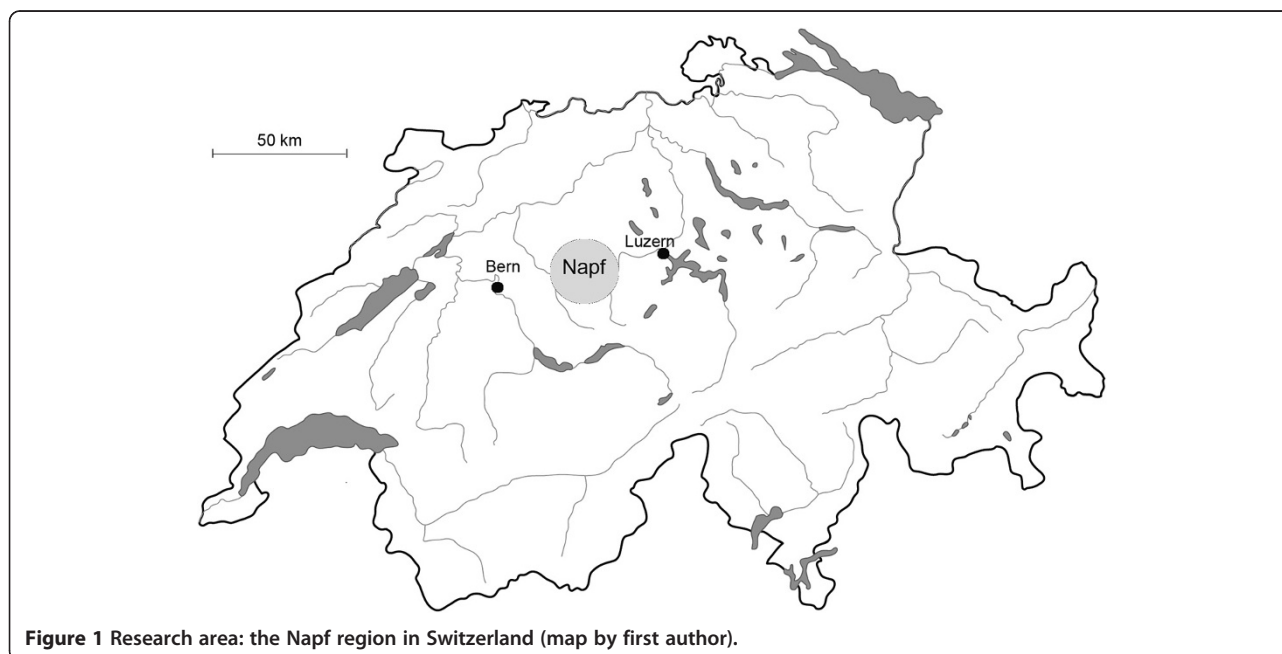 50 km
Luzern
Napf
Bern
Figure 1 Research area: the Napf region in Switzerland (map by first author).